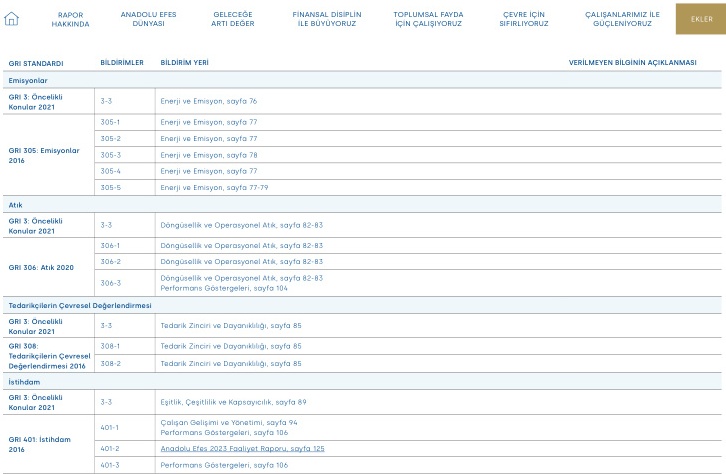 RAPOR
HAKKINDA
ANADOLU EFES
DÜNYASI
GELECEĞE
ARTI DEĞER
FİNANSAL DİSİPLİN
İLE BÜYÜYORUZ
TOPLUMSAL FAYDA
İÇİN ÇALIŞIYORUZ
ÇEVRE İÇİN
SIFIRLIYORUZ
ÇALIŞANLARIMIZ İLE
GÜÇLENİYORUZ
EKLER
GRI STANDARDI BİLDİRİMLER BİLDİRİM YERİ VERİLMEYEN BİLGİNİN AÇIKLANMASI
Emisyonlar
GRI 3: Öncelikli
Konular 2021
3-3 Enerji ve Emisyon, sayfa 76
GRI 305: Emisyonlar
2016
305-1 Enerji ve Emisyon, sayfa 77
305-2 Enerji ve Emisyon, sayfa 77
305-3 Enerji ve Emisyon, sayfa 78
305-4 Enerji ve Emisyon, sayfa 77
305-5 Enerji ve Emisyon, sayfa 77-79
Atık
GRI 3: Öncelikli
Konular 2021
3-3 Döngüsellik ve Operasyonel Atık, sayfa 82-83
GRI 306: Atık 2020
306-1 Döngüsellik ve Operasyonel Atık, sayfa 82-83
306-2 Döngüsellik ve Operasyonel Atık, sayfa 82-83
306-3 Döngüsellik ve Operasyonel Atık, sayfa 82-83
Performans Göstergeleri, sayfa 104
Tedarikçilerin Çevresel Değerlendirmesi
GRI 3: Öncelikli
Konular 2021
3-3 Tedarik Zinciri ve Dayanıklılığı, sayfa 85
GRI 308:
Tedarikçilerin Çevresel
Değerlendirmesi 2016
308-1 Tedarik Zinciri ve Dayanıklılığı, sayfa 85
308-2 Tedarik Zinciri ve Dayanıklılığı, sayfa 85
İstihdam
GRI 3: Öncelikli
Konular 2021
3-3 Eşitlik, Çeşitlilik ve Kapsayıcılık, sayfa 89
GRI 401: İstihdam
2016
401-1 Çalışan Gelişimi ve Yönetimi, sayfa 94
Performans Göstergeleri, sayfa 106
401-2 Anadolu Efes 2023 Faaliyet Raporu, sayfa 125
401-3 Performans Göstergeleri, sayfa 106